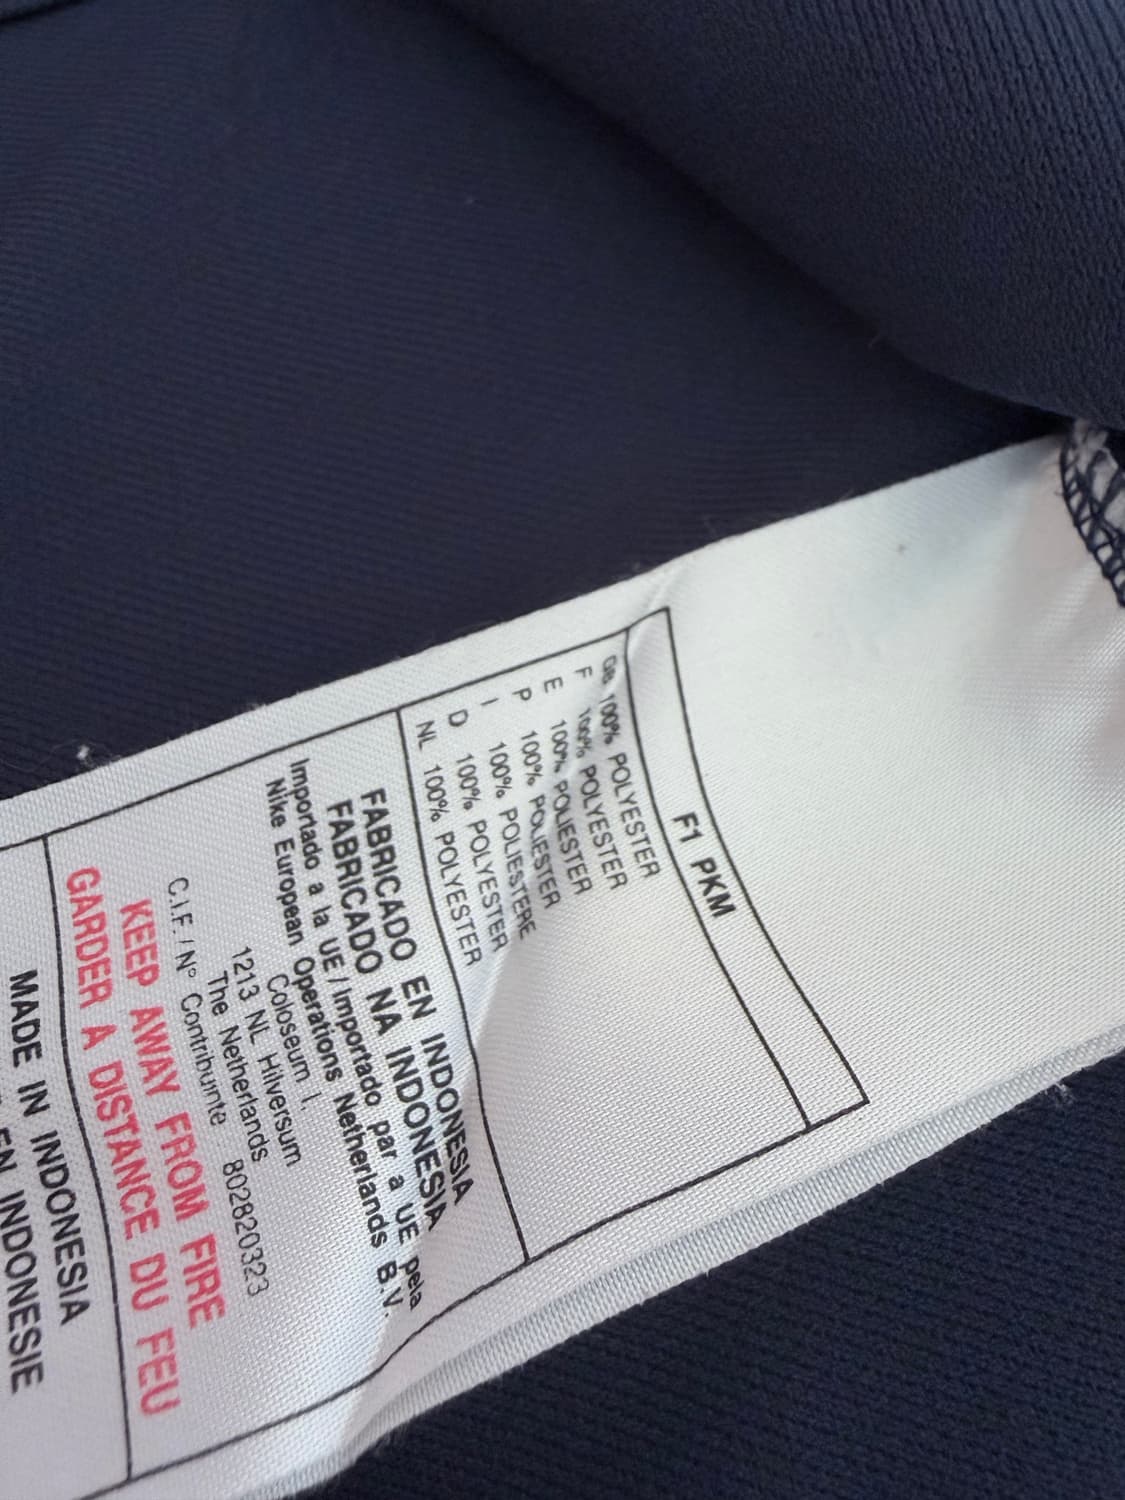 F1 PKM
GB 100% POLYESTER
F 100% POLYESTER
E 100% POLIESTER
P 100% POLIESTER
I 100% POLIESTERE
D 100% POLYESTER
NL 100% POLYESTER
FABRICADO EN INDONESIA
FABRICADO NA INDONESIA
Importado a la UE / Importado par a UE pela
Nike European Operations Netherlands B.V.
Coloseum 1.
1213 NL Hilversum
The Netherlands
C.I.F. / Nº Contribuinte 802820323
KEEP AWAY FROM FIRE
GARDER A DISTANCE DU FEU
MADE IN INDONESIA
EN INDONESIE